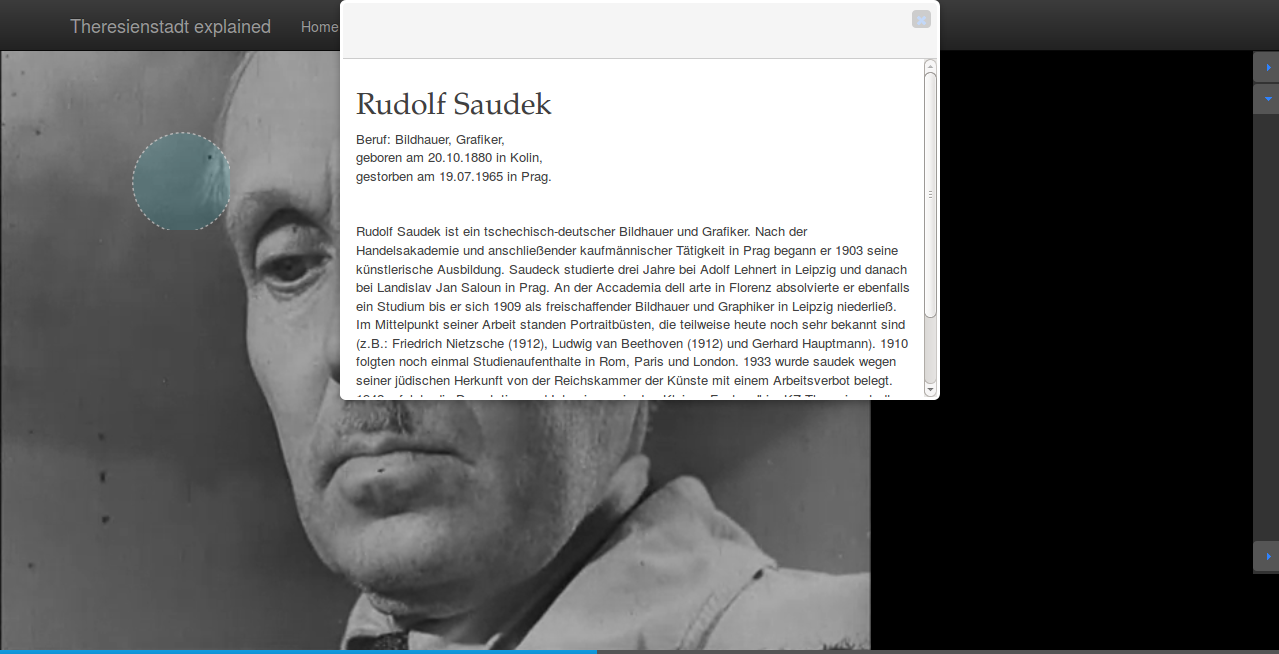 Theresienstadt explained Home
Rudolf Saudek
Beruf: Bildhauer, Grafiker,
geboren am 20.10.1880 in Kolin,
gestorben am 19.07.1965 in Prag.
Rudolf Saudek ist ein tschechisch-deutscher Bildhauer und Grafiker. Nach der
Handelsakademie und anschließender kaufmännischer Tätigkeit in Prag begann er 1903 seine
künstlerische Ausbildung. Saudeck studierte drei Jahre bei Adolf Lehnert in Leipzig und danach
bei Landislav Jan Saloun in Prag. An der Accademia dell arte in Florenz absolvierte er ebenfalls
ein Studium bis er sich 1909 als freischaffender Bildhauer und Graphiker in Leipzig niederließ.
Im Mittelpunkt seiner Arbeit standen Portraitbüsten, die teilweise heute noch sehr bekannt sind
(z.B.: Friedrich Nietzsche (1912), Ludwig van Beethoven (1912) und Gerhard Hauptmann). 1910
folgten noch einmal Studienaufenthalte in Rom, Paris und London. 1933 wurde saudek wegen
seiner jüdischen Herkunft von der Reichskammer der Künste mit einem Arbeitsverbot belegt.